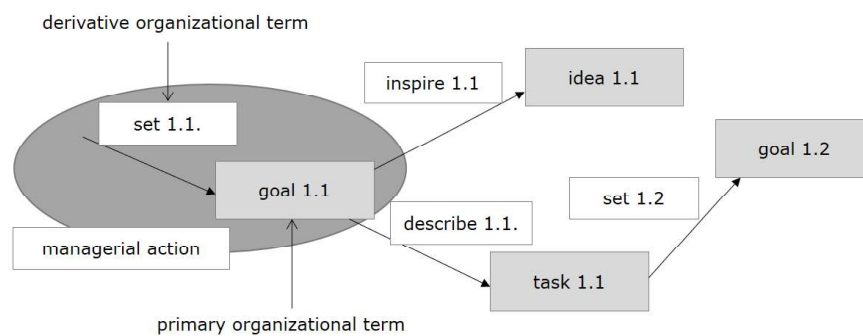 derivative organizational term
inspire 1.1
idea 1.1
set 1.1.
goal 1.2
goal 1.1
set 1.2
describe 1.1.
managerial action
task 1.1
primary organizational term